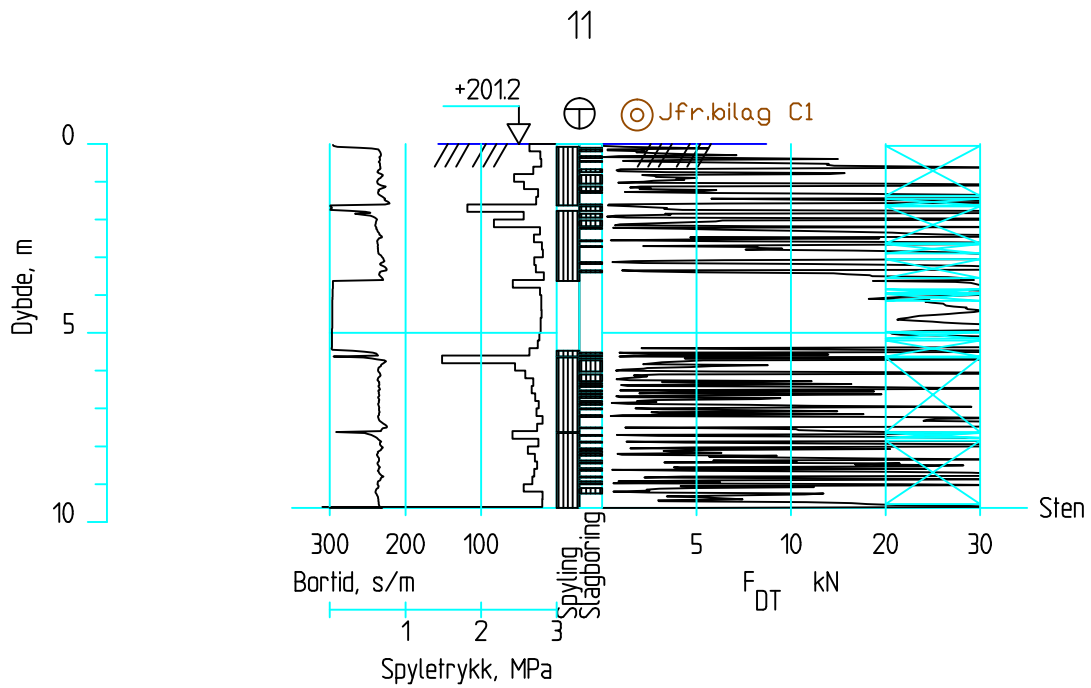 11
+201.2
Jfr.bilag C1
0
5
10
Dybde, m
Sten
300 200 100
5 10 20 30
Bortid, s/m
Spyling
Slagboring
F DT kN
1 2 3
Spyletrykk, MPa